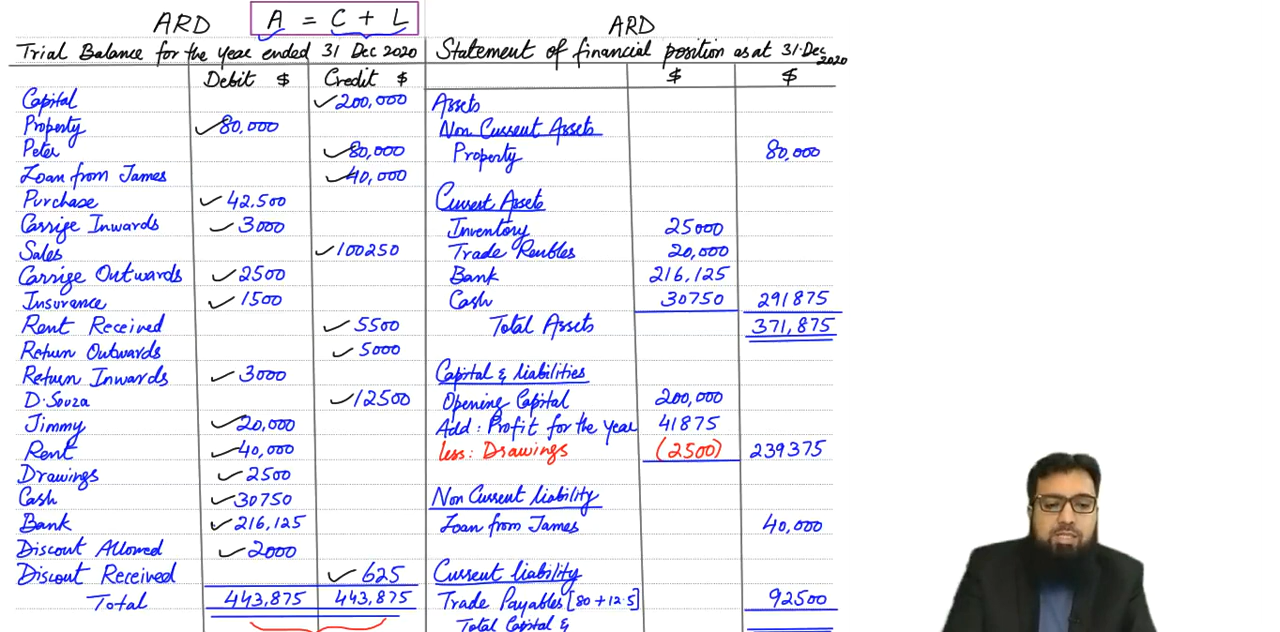 ARD
A = C + L
Trial Balance for the year ended 31 Dec 2020
Debit $ Credit $
Capital 200,000
Property 80,000
Peter 80,000
Loan from James 40,000
Purchase 42,500
Carrige Inwards 3000
Sales 100250
Carrige Outwards 2500
Insurance 1500
Rent Received 5500
Return Outwards 5000
Return Inwards 3000
D.Souza 12500
Jimmy 20,000
Rent 40,000
Drawings 2500
Cash 30750
Bank 216,125
Discout Allowed 2000
Discout Received 625
Total 443,875 443,875
ARD
Statement of financial position as at 31.Dec 2020
$ $
Assets
Non Current Assets
Property 80,000
Current Assets
Inventory 25000
Trade 20,000
Bank 216,125
Cash 30750 291875
Total Assets 371,875
Capital & liabilities
Opening Capital 200,000
Add: Profit for the year 41875
less: Drawings (2500) 239375
Non Current liability
Loan from James 40,000
Current liability
Trade Payables [80 + 12.5] 92500
Total Capital &